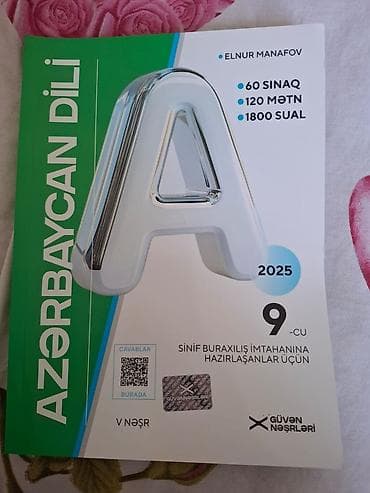 AZƏRBAYCAN DİLİ
ELNUR MANAFOV
60 SINAQ
120 MƏTN
1800 SUAL
A
2025
9-CU
SİNİF BURAXILIŞ İMTAHANINA
HAZIRLAŞANLAR ÜÇÜN
CAVABLAR
BURADA
V NƏŞR
GÜVƏN
NƏŞRLƏRİ